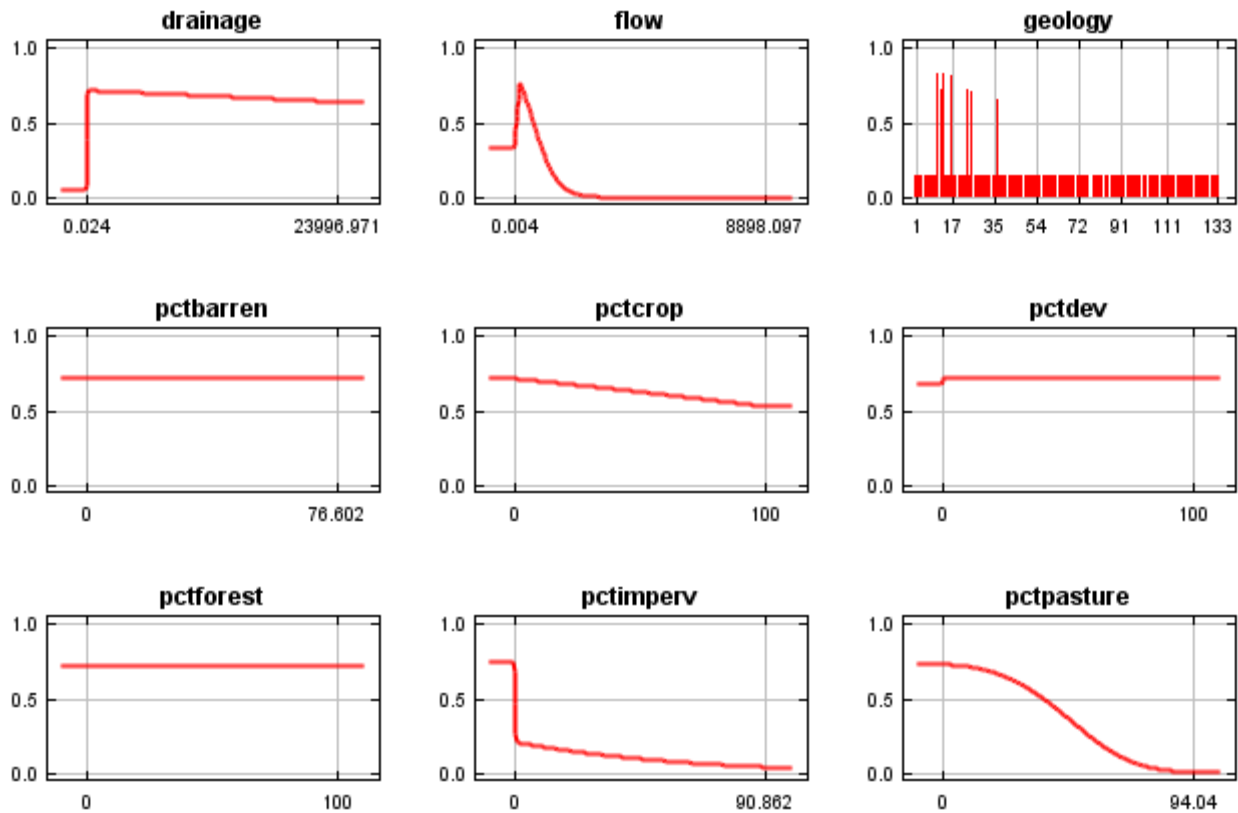 drainage flow geology
1.0 1.0 1.0
0.5 0.5 0.5
0.0 0.0 0.0
0.024 23996.971 0.004 8898.097 1 17 35 54 72 91 111 133
pctbarren pctcrop pctdev
1.0 1.0 1.0
0.5 0.5 0.5
0.0 0.0 0.0
0 76.602 0 100 0 100
pctforest pctimperv pctpasture
1.0 1.0 1.0
0.5 0.5 0.5
0.0 0.0 0.0
0 100 0 90.862 0 94.04